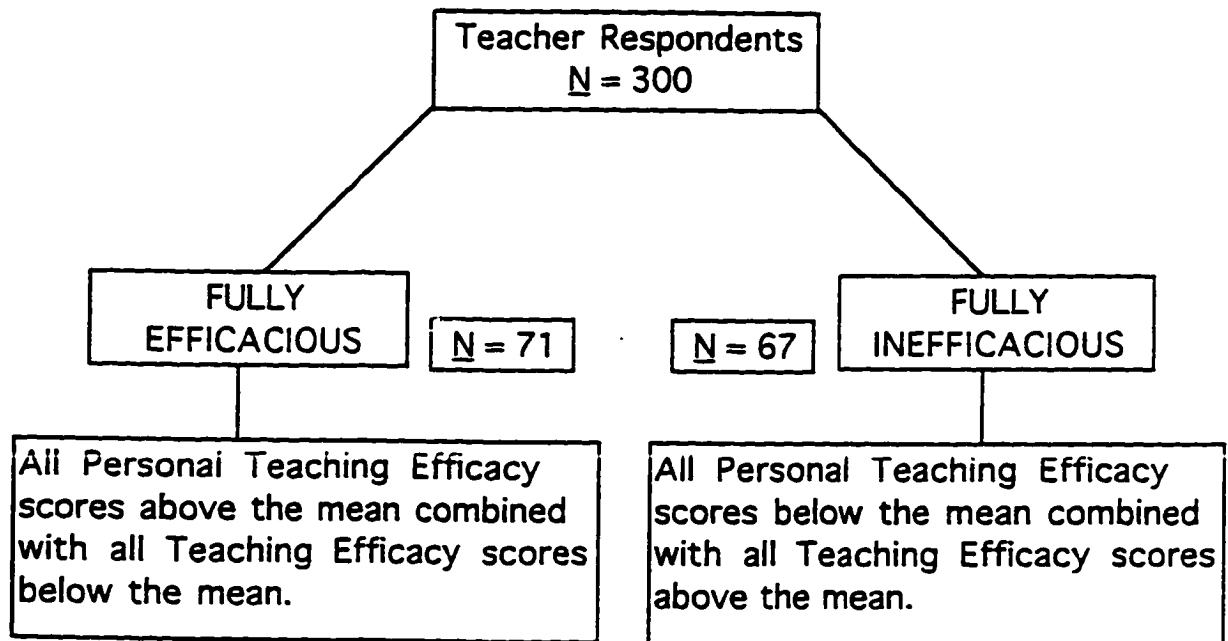 Teacher Respondents
N = 300
FULLY
EFFICACIOUS
N = 71
N = 67
FULLY
INEFFICACIOUS
All Personal Teaching Efficacy
scores above the mean combined
with all Teaching Efficacy scores
below the mean.
All Personal Teaching Efficacy
scores below the mean combined
with all Teaching Efficacy scores
above the mean.